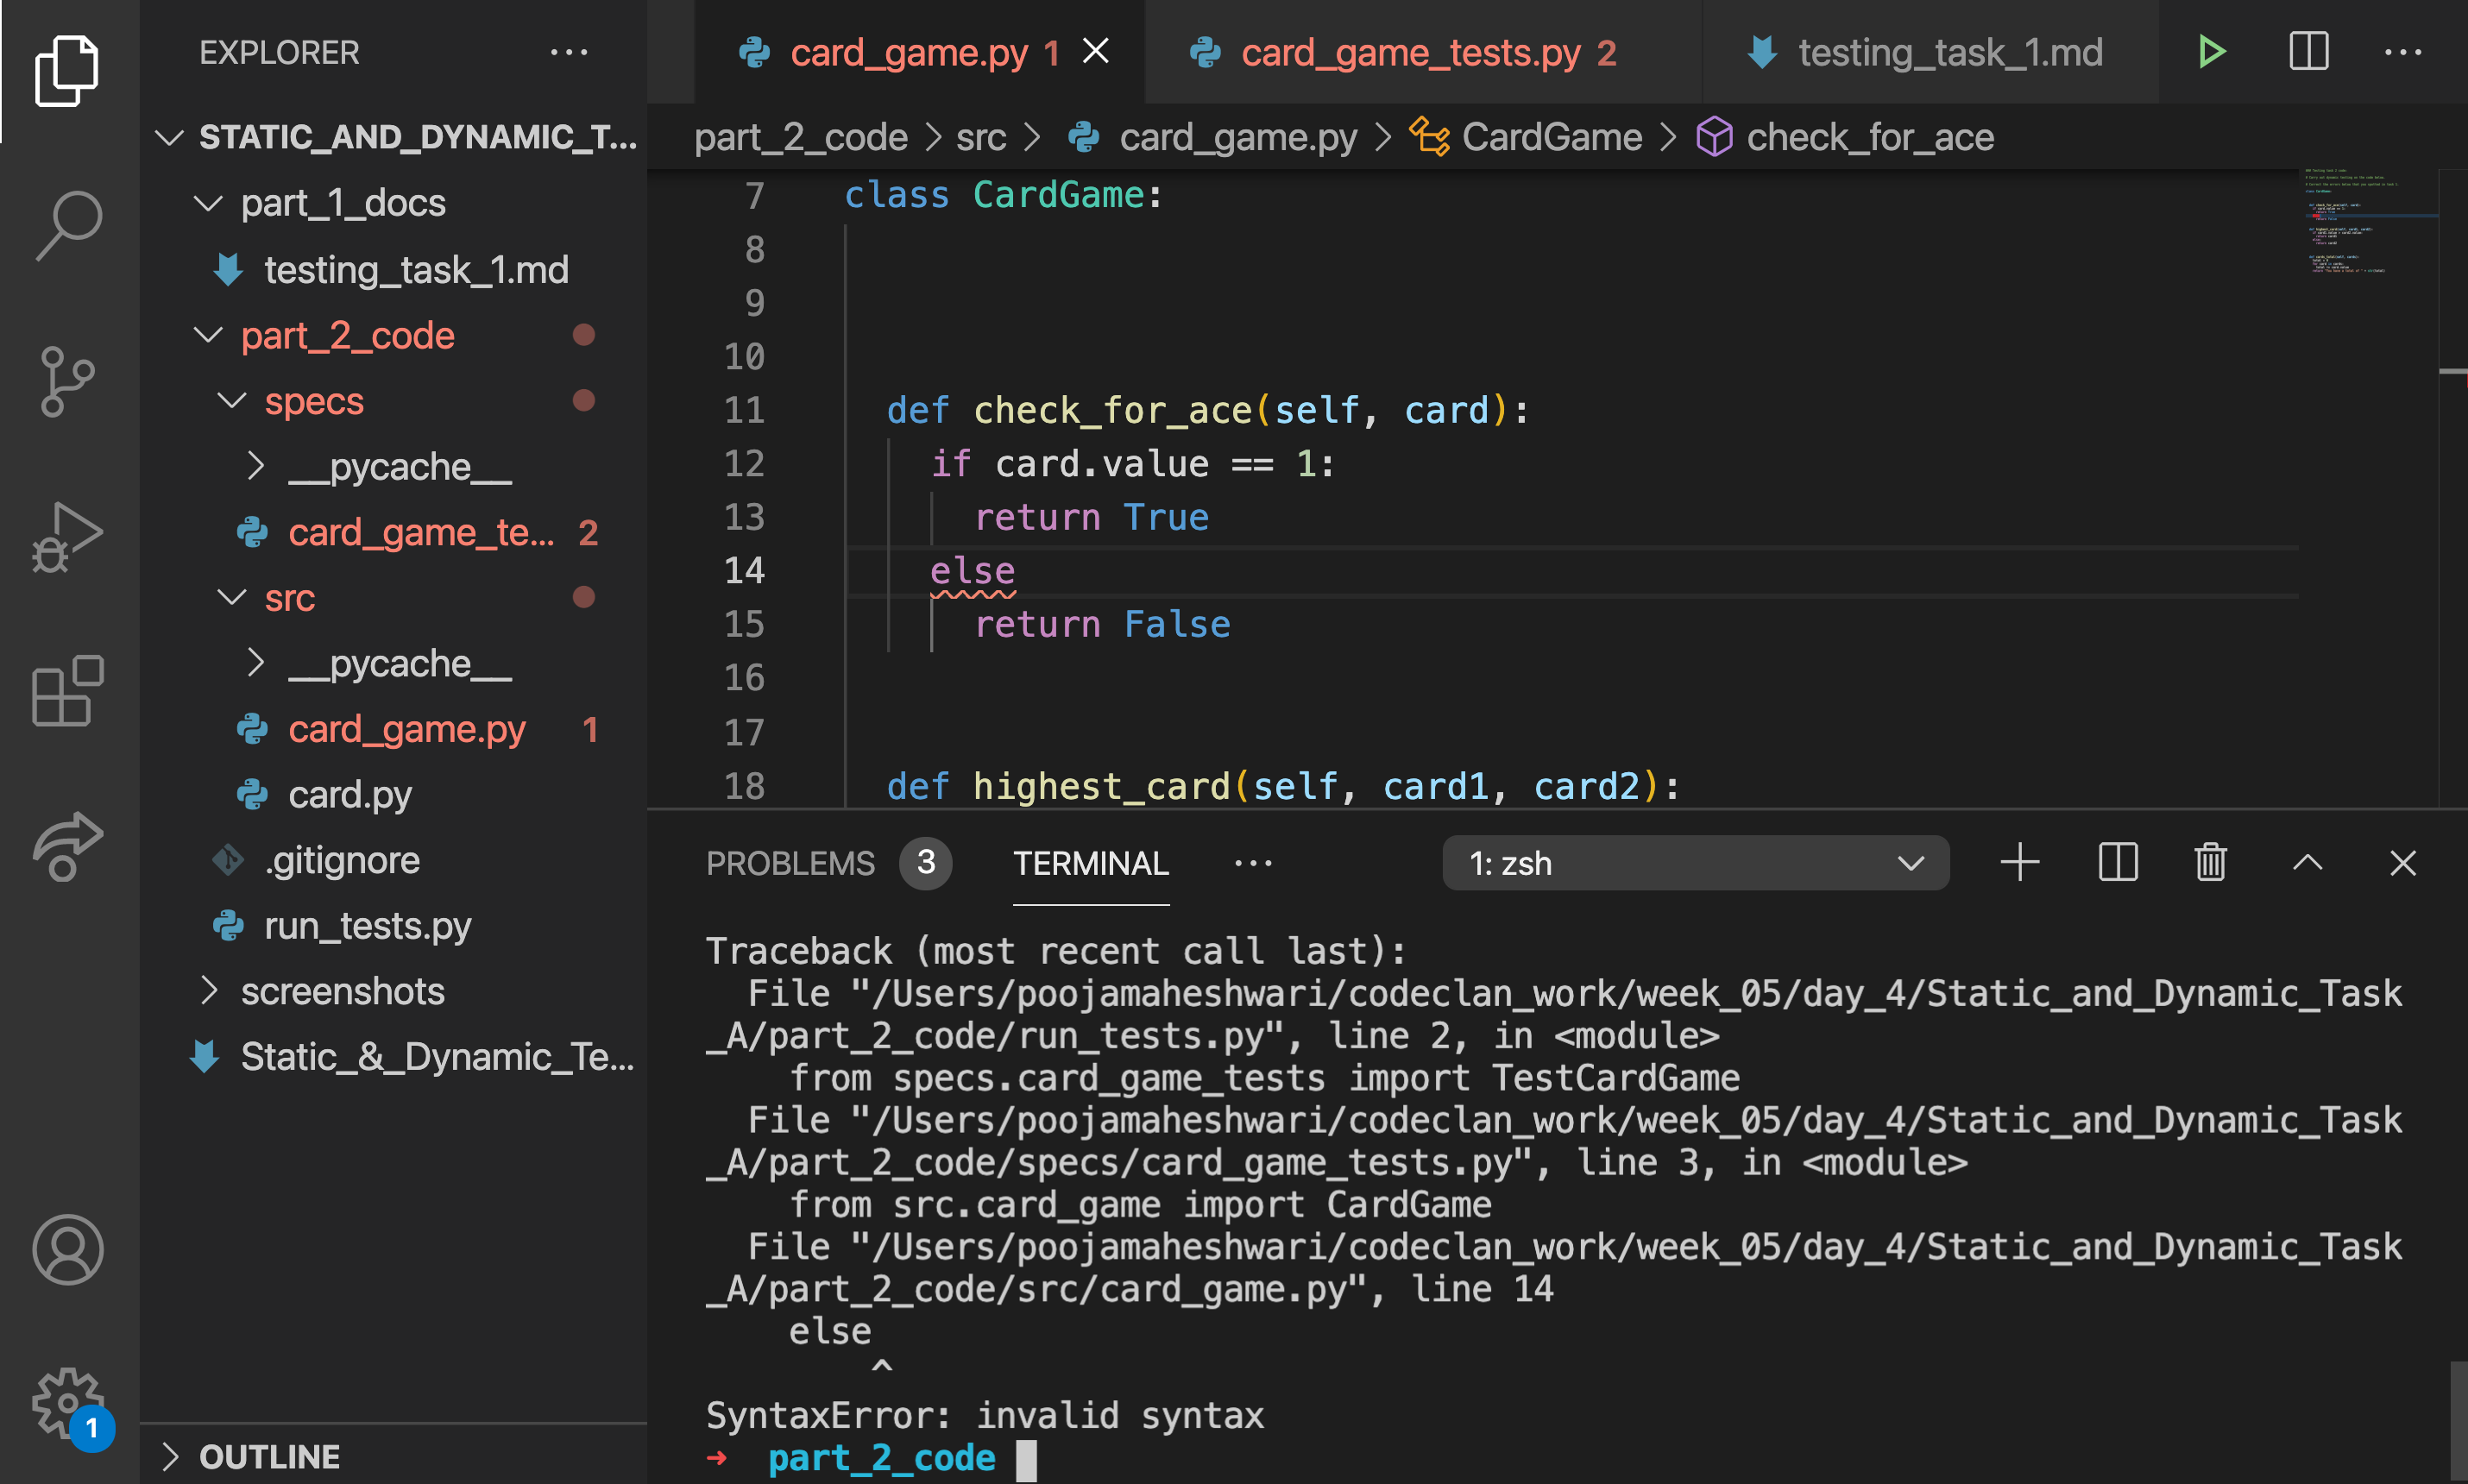 EXPLORER
STATIC_AND_DYNAMIC_T...
part_1_docs
testing_task_1.md
part_2_code
specs
__pycache__
card_game_te... 2
src
__pycache__
card_game.py 1
card.py
.gitignore
run_tests.py
screenshots
Static_&_Dynamic_Te...
OUTLINE
1
card_game.py 1
card_game_tests.py 2
testing_task_1.md
part_2_code > src > card_game.py > CardGame > check_for_ace
7 class CardGame:
8
9
10
11 def check_for_ace(self, card):
12 if card.value == 1:
13 return True
14 else
15 return False
16
17
18 def highest_card(self, card1, card2):
PROBLEMS 3 TERMINAL ... 1: zsh
Traceback (most recent call last):
File "/Users/poojamaheshwari/codeclan_work/week_05/day_4/Static_and_Dynamic_Task
_A/part_2_code/run_tests.py", line 2, in <module>
from specs.card_game_tests import TestCardGame
File "/Users/poojamaheshwari/codeclan_work/week_05/day_4/Static_and_Dynamic_Task
_A/part_2_code/specs/card_game_tests.py", line 3, in <module>
from src.card_game import CardGame
File "/Users/poojamaheshwari/codeclan_work/week_05/day_4/Static_and_Dynamic_Task
_A/part_2_code/src/card_game.py", line 14
else
^
SyntaxError: invalid syntax
➜ part_2_code